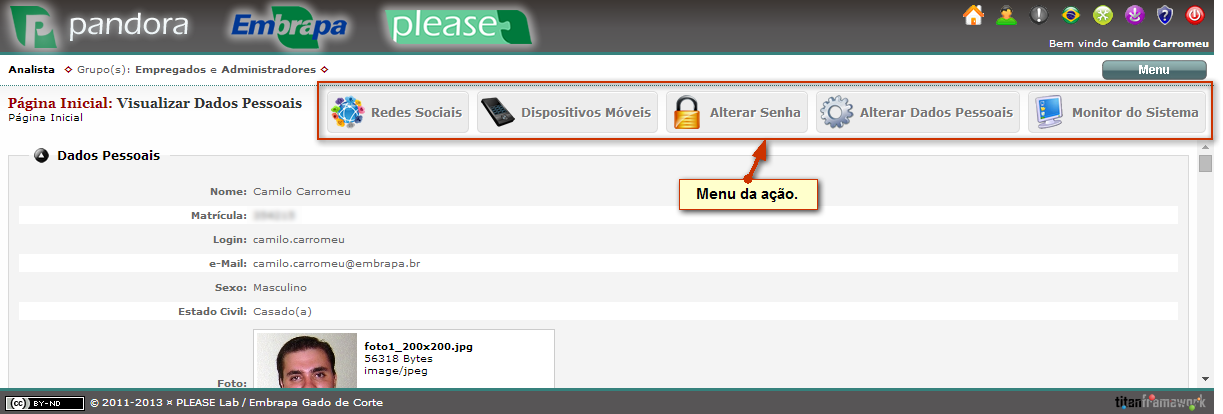 pandora
Embrapa
please
Bem vindo Camilo Carromeu
Analista Grupo(s): Empregados e Administradores
Menu
Página Inicial: Visualizar Dados Pessoais
Página Inicial
Redes Sociais
Dispositivos Móveis
Alterar Senha
Alterar Dados Pessoais
Monitor do Sistema
Menu da ação.
Dados Pessoais
Nome: Camilo Carromeu
Matrícula:
Login: camilo.carromeu
e-Mail: camilo.carromeu@embrapa.br
Sexo: Masculino
Estado Civil: Casado(a)
Foto:
foto1_200x200.jpg
56318 Bytes
image/jpeg
cc BY-ND
© 2011-2013 ¤ PLEASE Lab / Embrapa Gado de Corte
titanframework